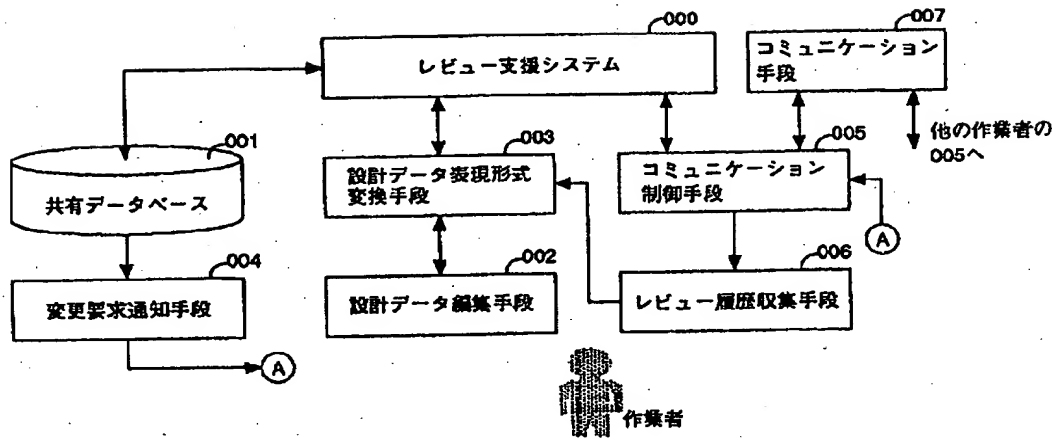 000
レビュー支援システム
007
コミュニケーション
手段
他の作業者の
005へ
001
共有データベース
003
設計データ表現形式
変換手段
005
コミュニケーション
制御手段
A
004
変更要求通知手段
002
設計データ編集手段
006
レビュー履歴収集手段
A
作業者